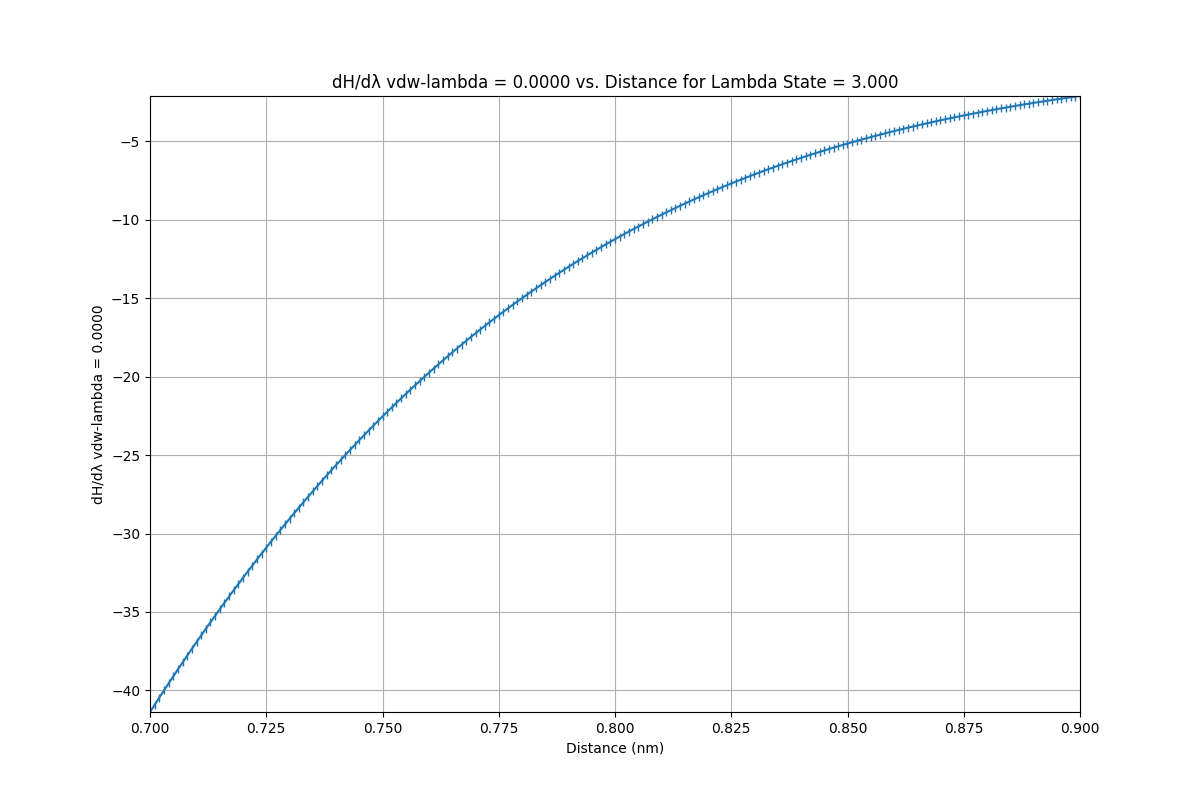 dH/dλ vdw-lambda = 0.0000 vs. Distance for Lambda State = 3.000
dH/dλ vdw-lambda = 0.0000
−5
−10
−15
−20
−25
−30
−35
−40
0.700 0.725 0.750 0.775 0.800 0.825 0.850 0.875 0.900
Distance (nm)